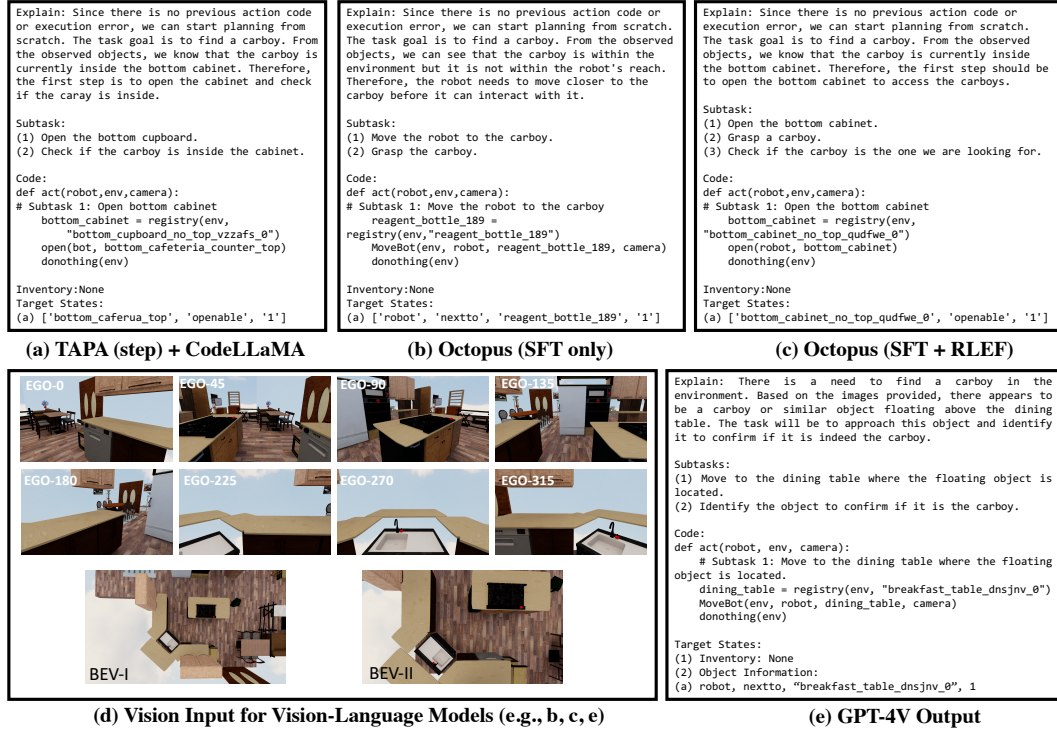 Explain: Since there is no previous action code
or execution error, we can start planning from
scratch. The task goal is to find a carboy. From
the observed objects, we know that the carboy is
currently inside the bottom cabinet. Therefore,
the first step is to open the cabinet and check
if the caray is inside.
Subtask:
(1) Open the bottom cupboard.
(2) Check if the carboy is inside the cabinet.
Code:
def act(robot,env,camera):
# Subtask 1: Open bottom cabinet
bottom_cabinet = registry(env,
"bottom_cupboard_no_top_vzzafs_0")
open(bot, bottom_cafeteria_counter_top)
donothing(env)
Inventory:None
Target States:
(a) ['bottom_caferua_top', 'openable', '1']
(a) TAPA (step) + CodeLLaMA
Explain: Since there is no previous action code or
execution error, we can start planning from scratch.
The task goal is to find a carboy. From the observed
objects, we can see that the carboy is within the
environment but it is not within the robot's reach.
Therefore, the robot needs to move closer to the
carboy before it can interact with it.
Subtask:
(1) Move the robot to the carboy.
(2) Grasp the carboy.
Code:
def act(robot,env,camera):
# Subtask 1: Move the robot to the carboy
reagent_bottle_189 =
registry(env,"reagent_bottle_189")
MoveBot(env, robot, reagent_bottle_189, camera)
donothing(env)
Inventory:None
Target States:
(a) ['robot', 'nextto', 'reagent_bottle_189', '1']
(b) Octopus (SFT only)
Explain: Since there is no previous action code or
execution error, we can start planning from scratch.
The task goal is to find a carboy. From the observed
objects, we know that the carboy is currently inside
the bottom cabinet. Therefore, the first step should be
to open the bottom cabinet to access the carboys.
Subtask:
(1) Open the bottom cabinet.
(2) Grasp a carboy.
(3) Check if the carboy is the one we are looking for.
Code:
def act(robot,env,camera):
# Subtask 1: Open the bottom cabinet
bottom_cabinet = registry(env,
"bottom_cabinet_no_top_qudfwe_0")
open(robot, bottom_cabinet)
donothing(env)
Inventory:None
Target States:
(a) ['bottom_cabinet_no_top_qudfwe_0', 'openable', '1']
(c) Octopus (SFT + RLEF)
EGO-0
EGO-45
EGO-90
EGO-135
EGO-180
EGO-225
EGO-270
EGO-315
BEV-I
BEV-II
(d) Vision Input for Vision-Language Models (e.g., b, c, e)
Explain: There is a need to find a carboy in the
environment. Based on the images provided, there appears to
be a carboy or similar object floating above the dining
table. The task will be to approach this object and identify
it to confirm if it is indeed the carboy.
Subtasks:
(1) Move to the dining table where the floating object is
located.
(2) Identify the object to confirm if it is the carboy.
Code:
def act(robot, env, camera):
# Subtask 1: Move to the dining table where the floating
object is located.
dining_table = registry(env, "breakfast_table_dnsjnv_0")
MoveBot(env, robot, dining_table, camera)
donothing(env)
Target States:
(1) Inventory: None
(2) Object Information:
(a) robot, nextto, “breakfast_table_dnsjnv_0”, 1
(e) GPT-4V Output